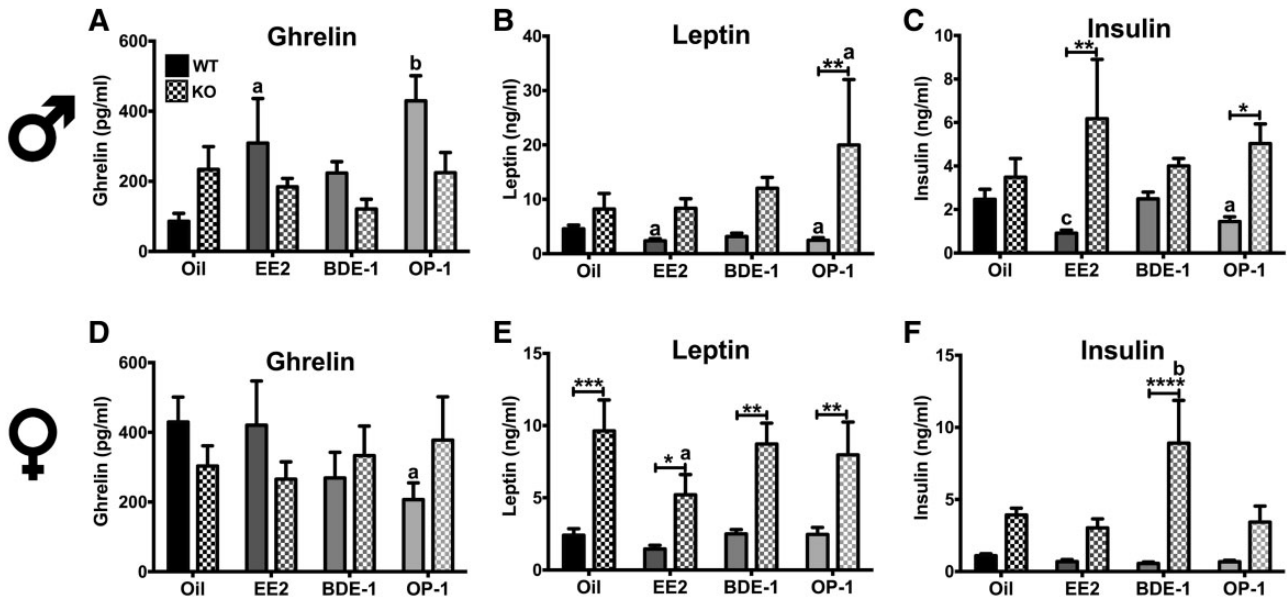 A
Ghrelin
Ghrelin (pg/ml)
600
400
200
0
WT
KO
a
b
Oil EE2 BDE-1 OP-1
B
Leptin
Leptin (ng/ml)
40
30
20
10
0
a
a
**
a
Oil EE2 BDE-1 OP-1
C
Insulin
Insulin (ng/ml)
10
8
6
4
2
0
c
**
a
*
Oil EE2 BDE-1 OP-1
D
Ghrelin
Ghrelin (pg/ml)
600
400
200
0
a
Oil EE2 BDE-1 OP-1
E
Leptin
Leptin (ng/ml)
15
10
5
0
***
*
a
**
**
Oil EE2 BDE-1 OP-1
F
Insulin
Insulin (ng/ml)
15
10
5
0
b
****
Oil EE2 BDE-1 OP-1